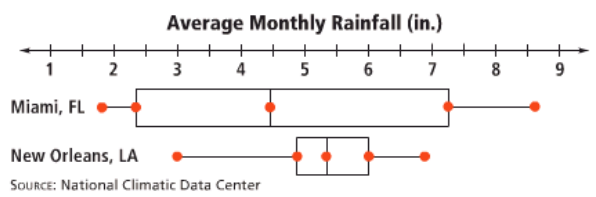 Average Monthly Rainfall (in.)
1 2 3 4 5 6 7 8 9
Miami, FL
New Orleans, LA
SOURCE: National Climatic Data Center